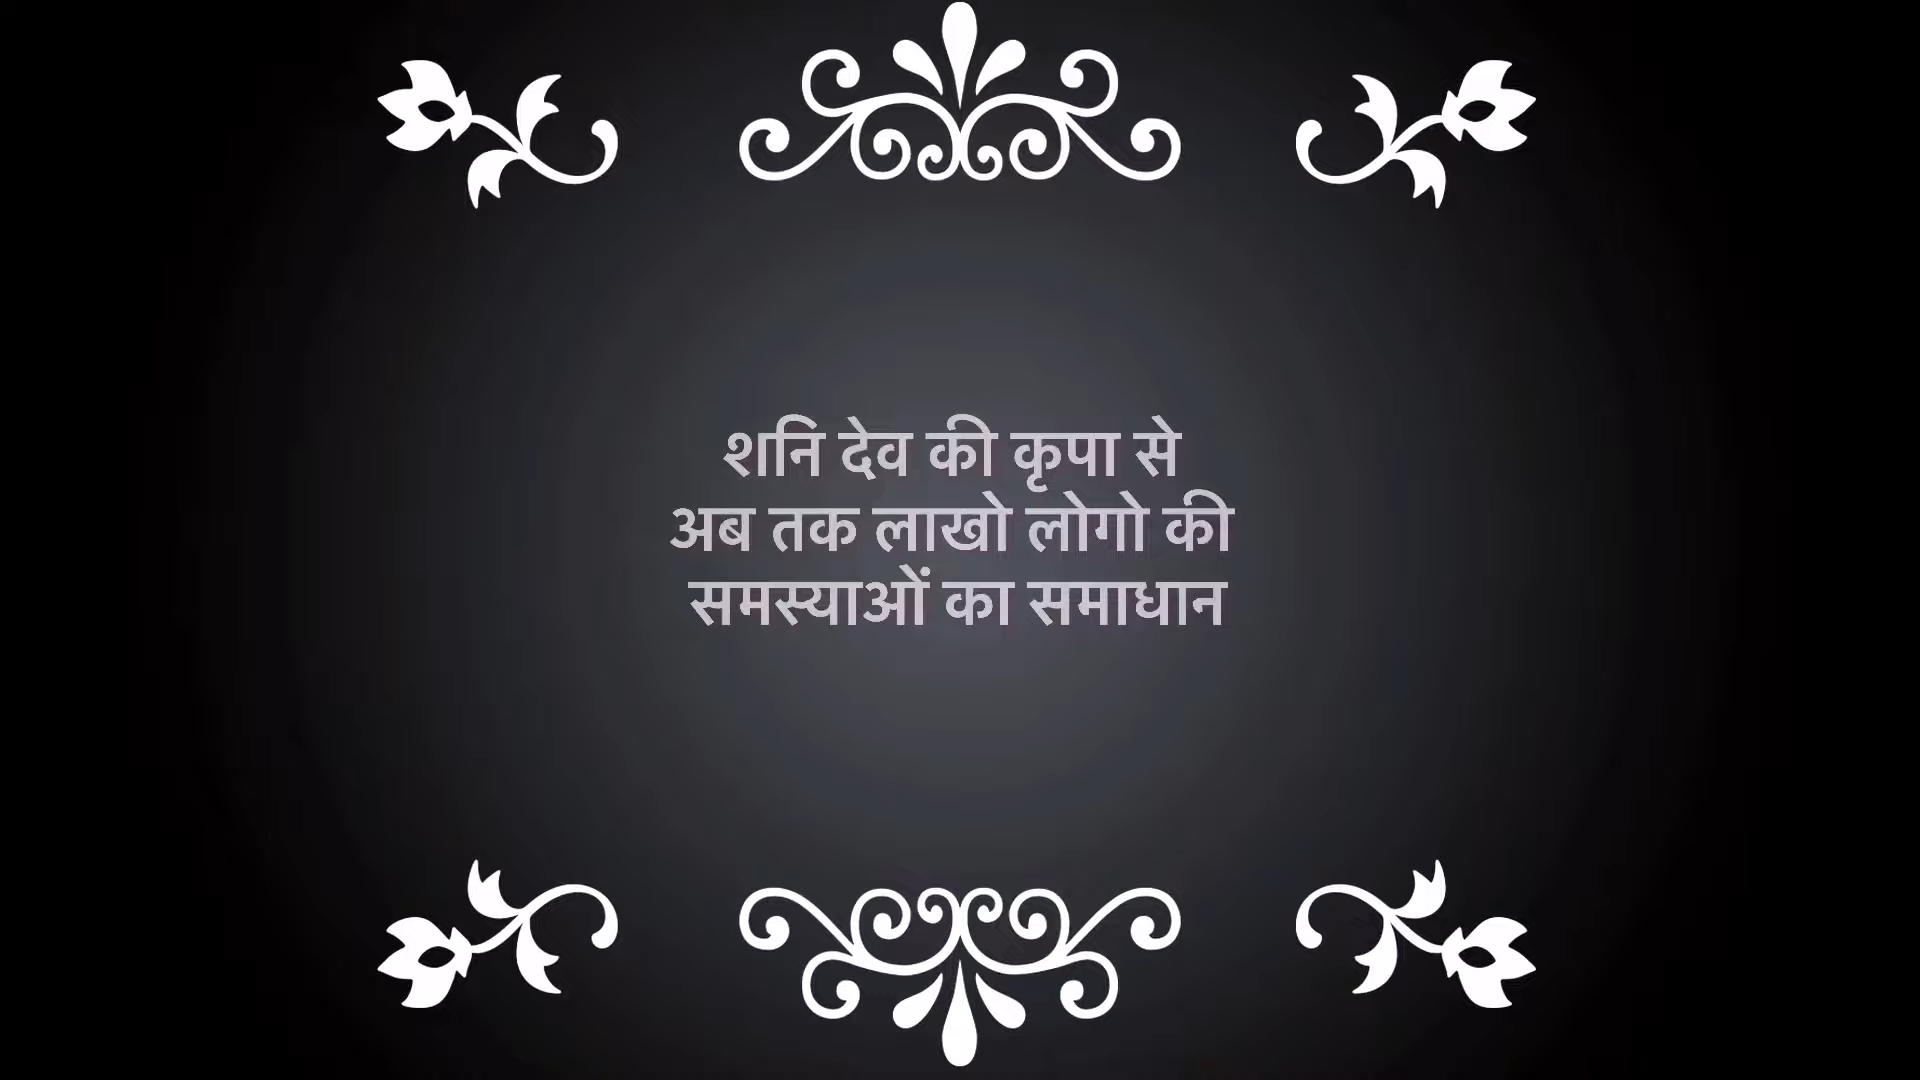 शनि देव की कृपा से
अब तक लाखो लोगो की
समस्याओं का समाधान